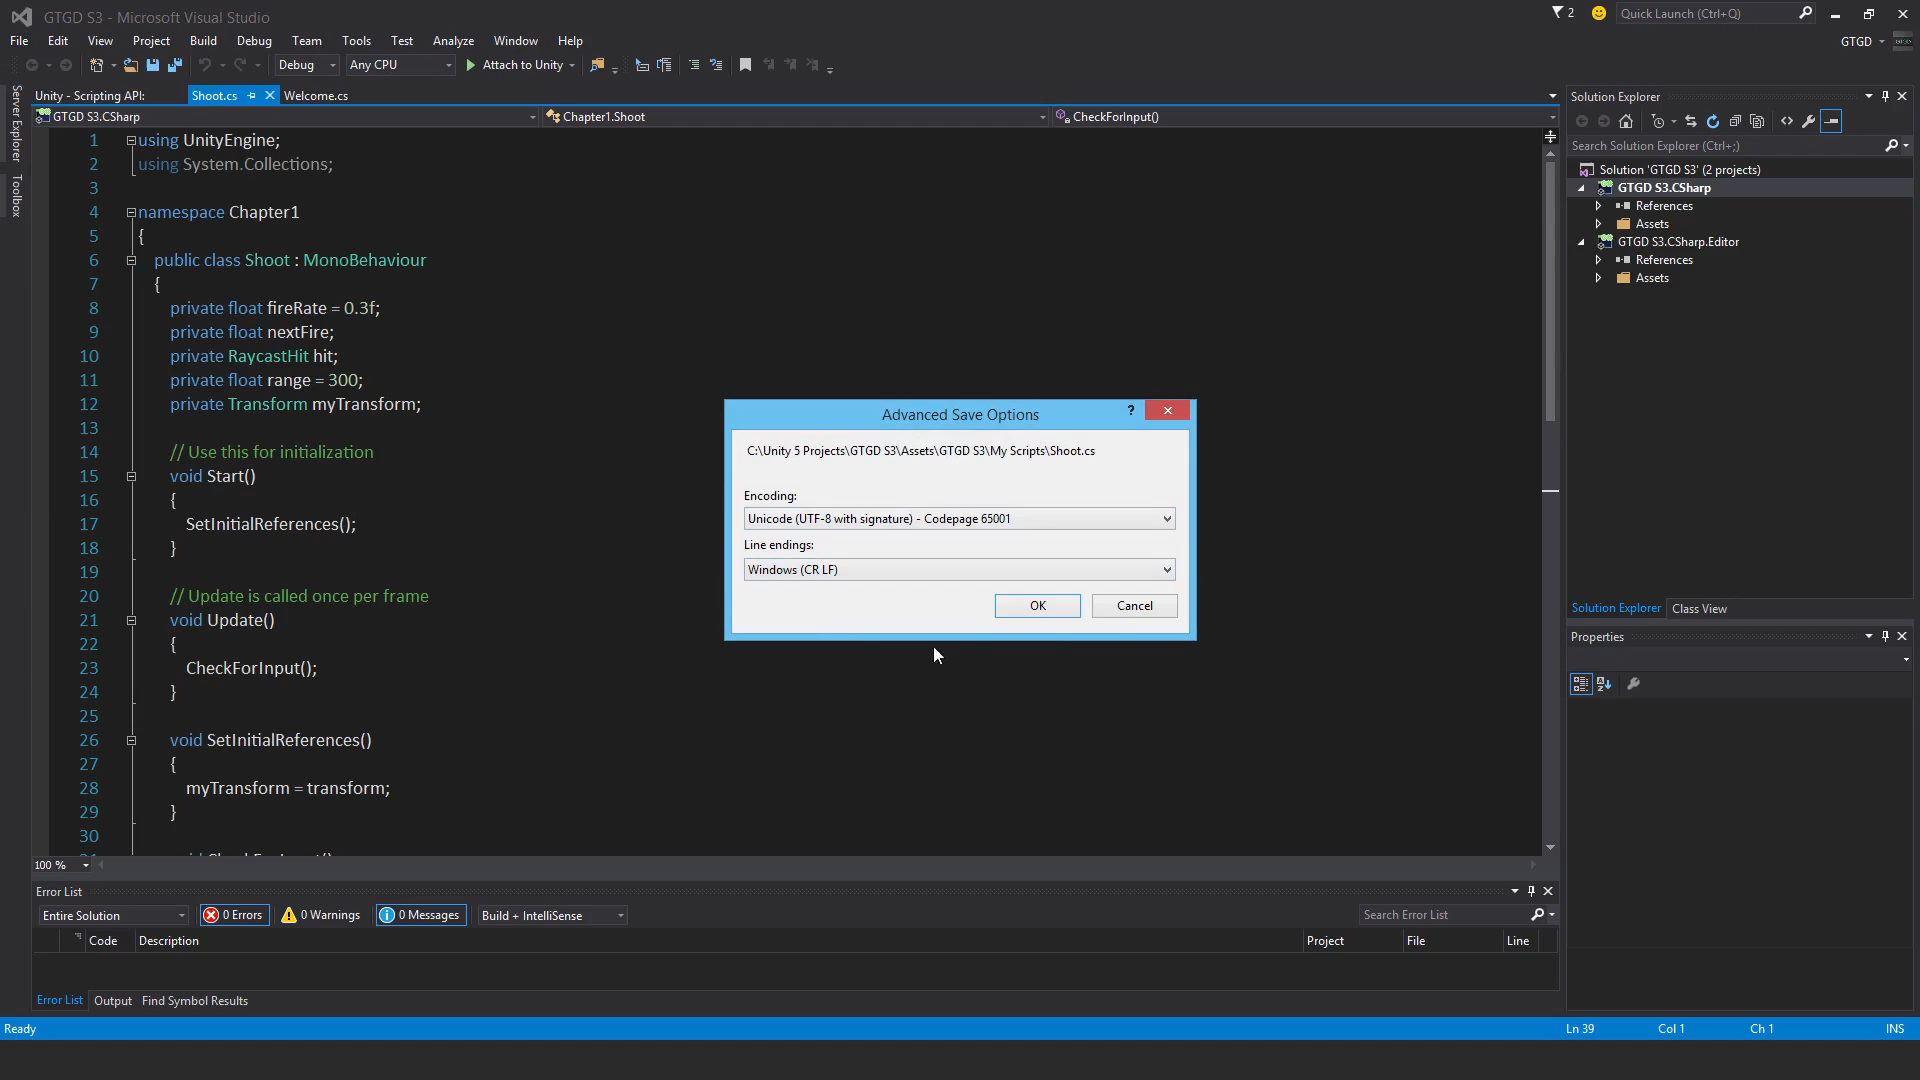 GTGD S3 - Microsoft Visual Studio
2
Quick Launch (Ctrl+Q)
File Edit View Project Build Debug Team Tools Test Analyze Window Help
GTGD
Debug
Any CPU
Attach to Unity
Server Explorer
Toolbox
Unity - Scripting API:
Shoot.cs
Welcome.cs
GTGD S3.CSharp
Chapter1.Shoot
CheckForInput()
1 using UnityEngine;
2 using System.Collections;
3
4 namespace Chapter1
5 {
6 public class Shoot : MonoBehaviour
7 {
8 private float fireRate = 0.3f;
9 private float nextFire;
10 private RaycastHit hit;
11 private float range = 300;
12 private Transform myTransform;
13
14 // Use this for initialization
15 void Start()
16 {
17 SetInitialReferences();
18 }
19
20 // Update is called once per frame
21 void Update()
22 {
23 CheckForInput();
24 }
25
26 void SetInitialReferences()
27 {
28 myTransform = transform;
29 }
30
100 %
Advanced Save Options
?
C:\Unity 5 Projects\GTGD S3\Assets\GTGD S3\My Scripts\Shoot.cs
Encoding:
Unicode (UTF-8 with signature) - Codepage 65001
Line endings:
Windows (CR LF)
OK
Cancel
Solution Explorer
Search Solution Explorer (Ctrl+;)
Solution 'GTGD S3' (2 projects)
GTGD S3.CSharp
References
Assets
GTGD S3.CSharp.Editor
References
Assets
Solution Explorer
Class View
Properties
Error List
Entire Solution
0 Errors
0 Warnings
0 Messages
Build + IntelliSense
Search Error List
Code
Description
Project
File
Line
Error List
Output
Find Symbol Results
Ready
Ln 39
Col 1
Ch 1
INS